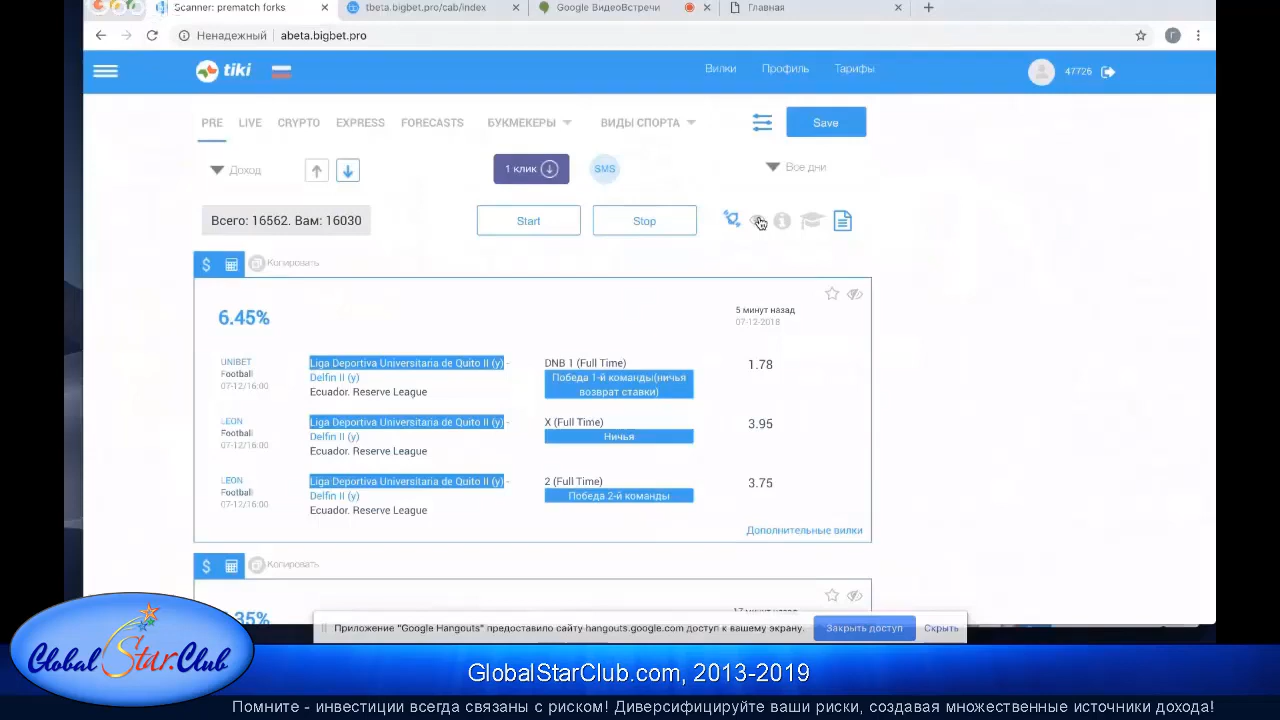 Scanner: prematch forks
tbeta.bigbet.pro/cab/index
Google ВидеоВстречи
Главная
Ненадежный
abeta.bigbet.pro
tiki
Вилки
Профиль
Тарифы
47726
PRE
LIVE
CRYPTO
EXPRESS
FORECASTS
БУКМЕКЕРЫ
ВИДЫ СПОРТА
Save
Доход
1 клик
SMS
Все дни
Всего: 16562. Вам: 16030
Start
Stop
$
Копировать
6.45%
5 минут назад
07-12-2018
UNIBET
Football
07-12/16:00
Liga Deportiva Universitaria de Quito II (y) -
Delfin II (y)
Ecuador. Reserve League
DNB 1 (Full Time)
Победа 1-й команды(ничья
возврат ставки)
1.78
LEON
Football
07-12/16:00
Liga Deportiva Universitaria de Quito II (y) -
Delfin II (y)
Ecuador. Reserve League
X (Full Time)
Ничья
3.95
LEON
Football
07-12/16:00
Liga Deportiva Universitaria de Quito II (y) -
Delfin II (y)
Ecuador. Reserve League
2 (Full Time)
Победа 2-й команды
3.75
Дополнительные вилки
$
Копировать
35%
17 минут назад
Приложение "Google Hangouts" предоставило сайту-hangouts.google.com доступ к вашему экрану.
Закрыть доступ
Скрыть
Global Star.Club
GlobalStarClub.com, 2013-2019
Помните - инвестиции всегда связаны с риском! Диверсифицируйте ваши риски, создавая множественные источники дохода!